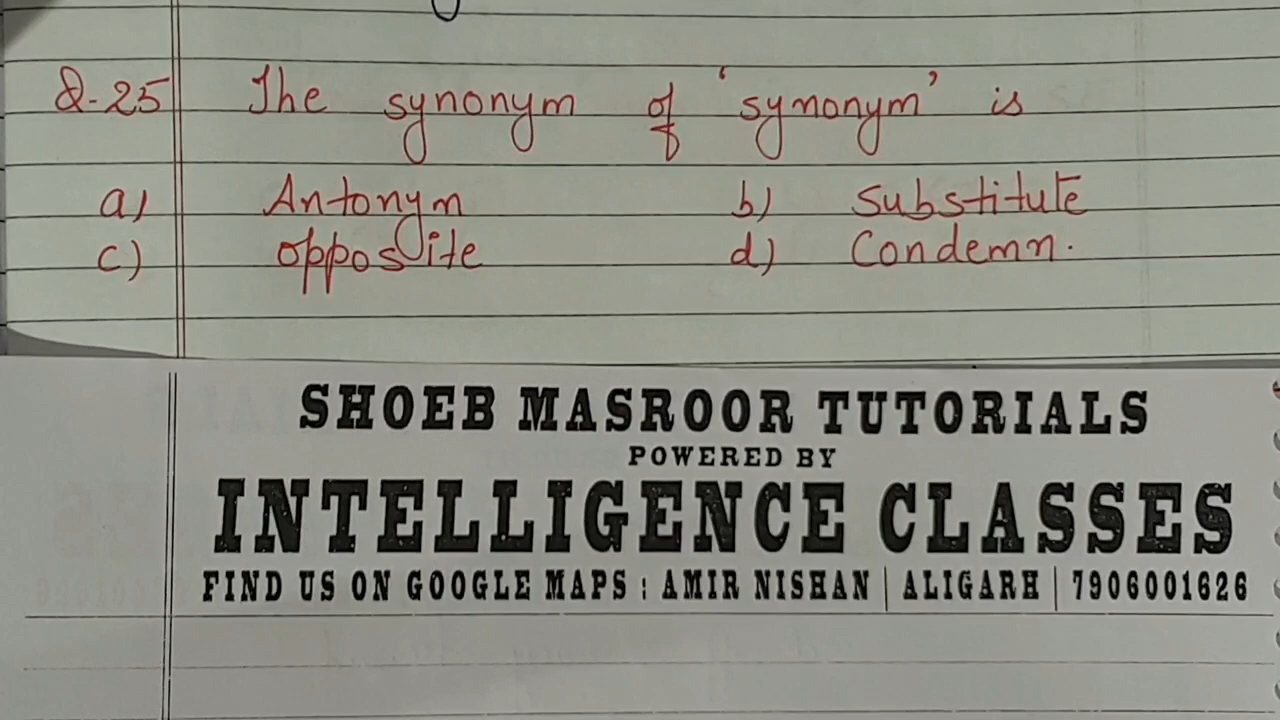 Q-25 The synonym of 'synonym' is
a) Antonym b) Substitute
c) opposite d) Condemn.
SHOEB MASROOR TUTORIALS
POWERED BY
INTELLIGENCE CLASSES
FIND US ON GOOGLE MAPS : AMIR NISHAN | ALIGARH | 7906001626